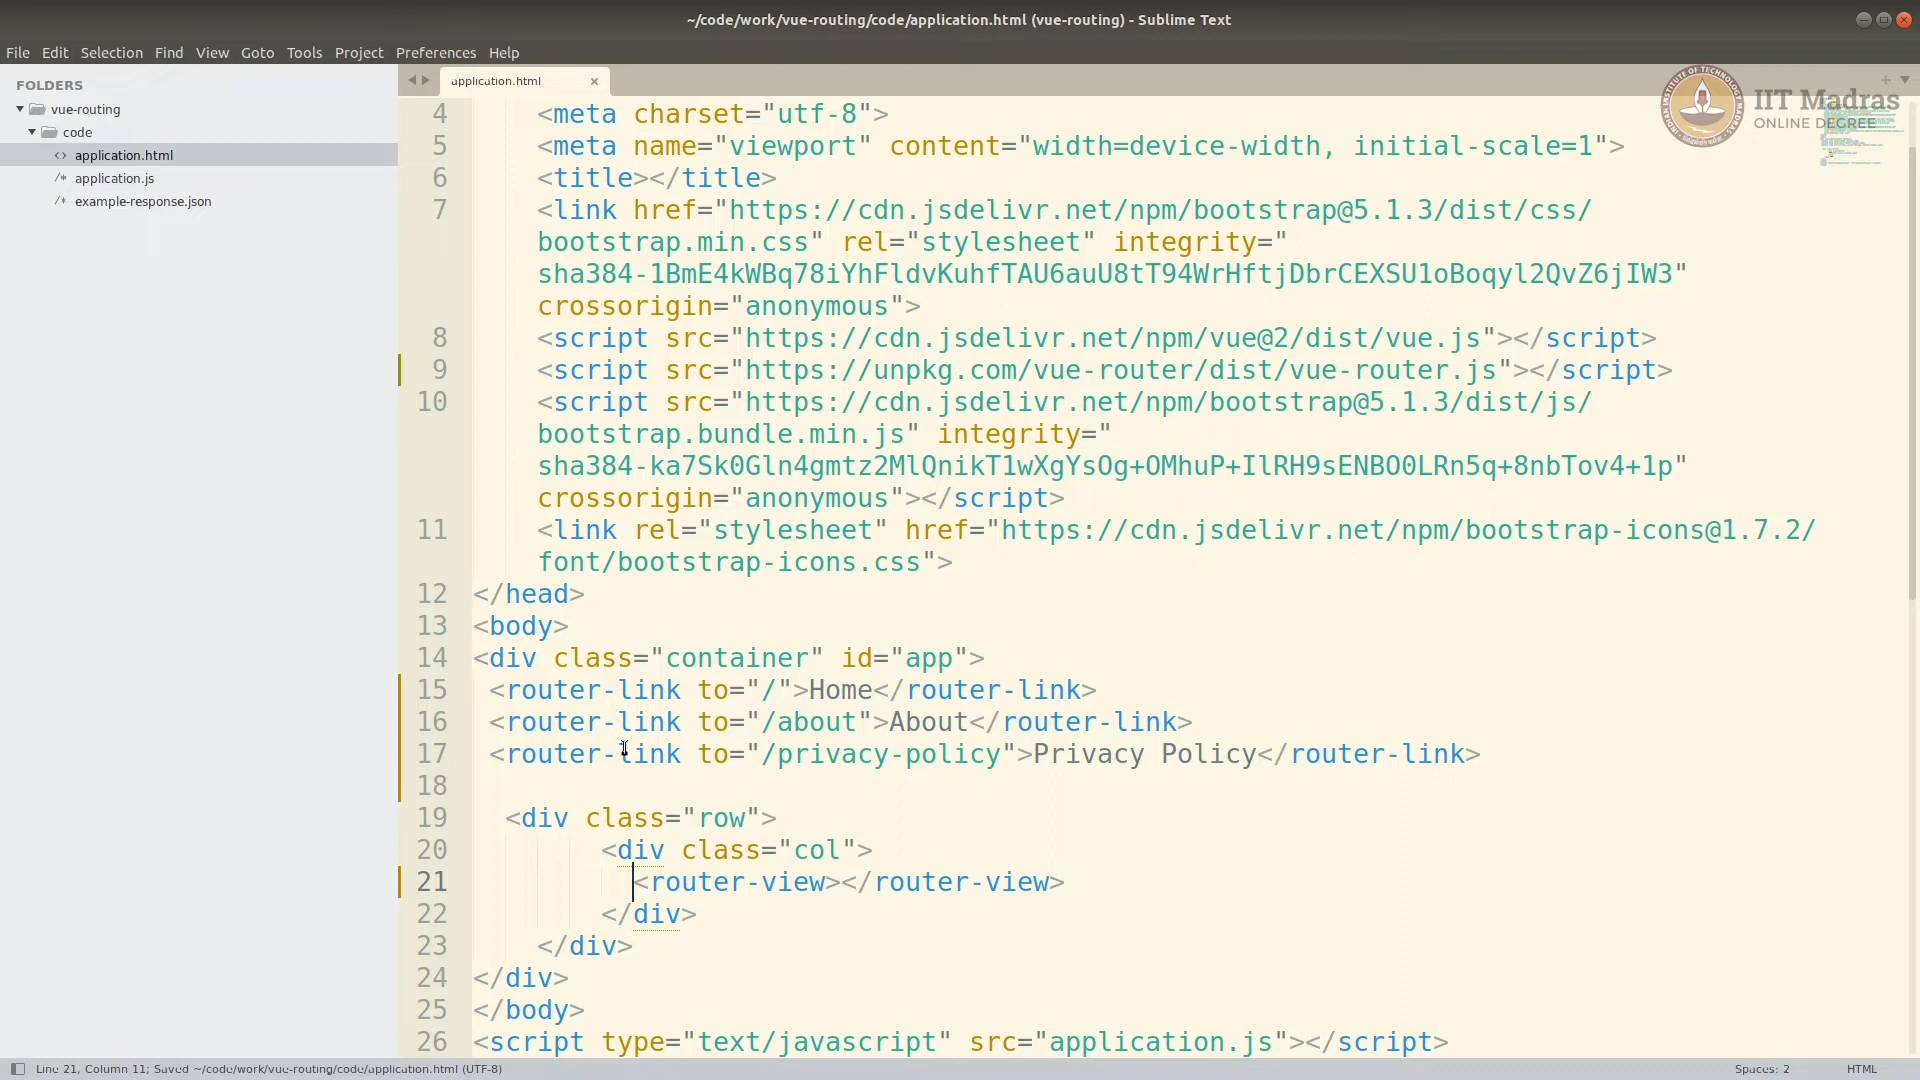 ~/code/work/vue-routing/code/application.html (vue-routing) - Sublime Text
File Edit Selection Find View Goto Tools Project Preferences Help
FOLDERS
vue-routing
code
<> application.html
/* application.js
/* example-response.json
application.html ×
IIT Madras
ONLINE DEGREE
4 <meta charset="utf-8">
5 <meta name="viewport" content="width=device-width, initial-scale=1">
6 <title></title>
7 <link href="https://cdn.jsdelivr.net/npm/bootstrap@5.1.3/dist/css/
bootstrap.min.css" rel="stylesheet" integrity="
sha384-1BmE4kWBq78iYhFldvKuhfTAU6auU8tT94WrHftjDbrCEXSU1oBoqyl2QvZ6jIW3"
crossorigin="anonymous">
8 <script src="https://cdn.jsdelivr.net/npm/vue@2/dist/vue.js"></script>
9 <script src="https://unpkg.com/vue-router/dist/vue-router.js"></script>
10 <script src="https://cdn.jsdelivr.net/npm/bootstrap@5.1.3/dist/js/
bootstrap.bundle.min.js" integrity="
sha384-ka7Sk0Gln4gmtz2MlQnikT1wXgYsOg+OMhuP+IlRH9sENBO0LRn5q+8nbTov4+1p"
crossorigin="anonymous"></script>
11 <link rel="stylesheet" href="https://cdn.jsdelivr.net/npm/bootstrap-icons@1.7.2/
font/bootstrap-icons.css">
12 </head>
13 <body>
14 <div class="container" id="app">
15 <router-link to="/">Home</router-link>
16 <router-link to="/about">About</router-link>
17 <router-link to="/privacy-policy">Privacy Policy</router-link>
18
19 <div class="row">
20 <div class="col">
21 <router-view></router-view>
22 </div>
23 </div>
24 </div>
25 </body>
26 <script type="text/javascript" src="application.js"></script>
Line 21, Column 11; Saved ~/code/work/vue-routing/code/application.html (UTF-8)
Spaces: 2 HTML